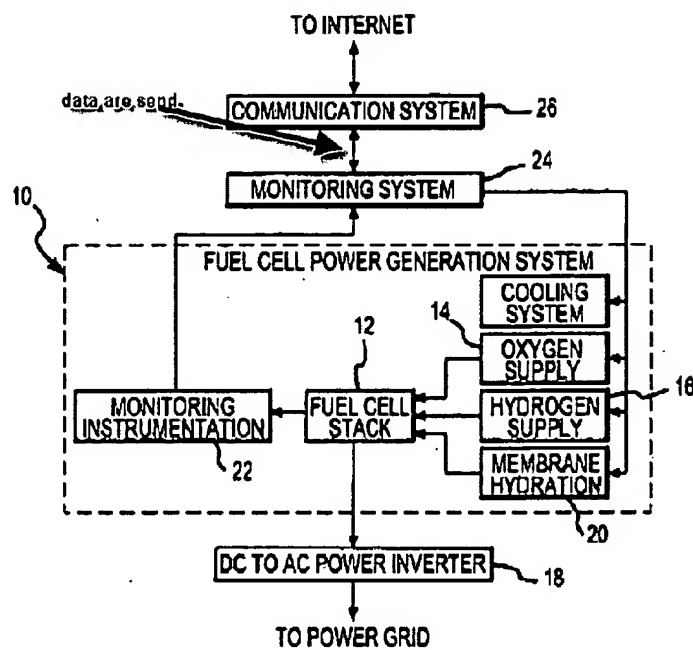 TO INTERNET
data are send.
COMMUNICATION SYSTEM
26
24
MONITORING SYSTEM
10
FUEL CELL POWER GENERATION SYSTEM
COOLING
SYSTEM
14
12
OXYGEN
SUPPLY
16
MONITORING
INSTRUMENTATION
FUEL CELL
STACK
HYDROGEN
SUPPLY
22
MEMBRANE
HYDRATION
20
DC TO AC POWER INVERTER
18
TO POWER GRID